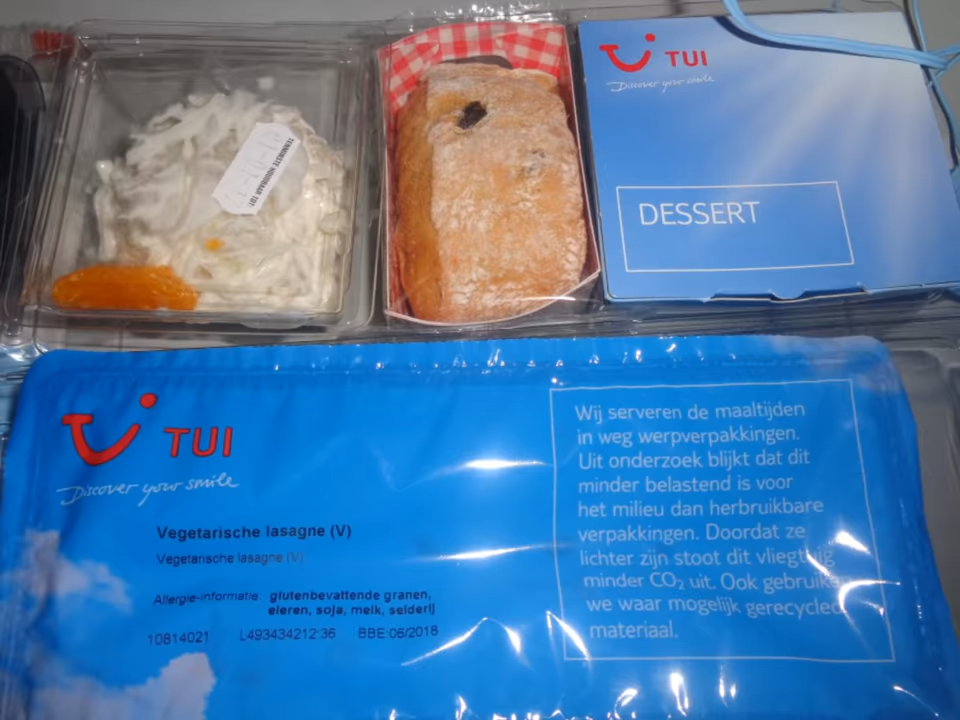 TENMINSTE HOUDBAAR TOT:
TUI
Discover your smile
DESSERT
TUI
Discover your smile
Vegetarische lasagne (V)
Vegetarische lasagne (V)
Allergie-informatie: glutenbevattende granen,
eieren, soja, melk, selderij
10814021 L493434212:36 BBE:06/2018
Wij serveren de maaltijden
in weg werpverpakkingen.
Uit onderzoek blijkt dat dit
minder belastend is voor
het milieu dan herbruikbare
verpakkingen. Doordat ze
lichter zijn stoot dit vliegtuig
minder CO₂ uit. Ook gebruiken
we waar mogelijk gerecycled
materiaal.